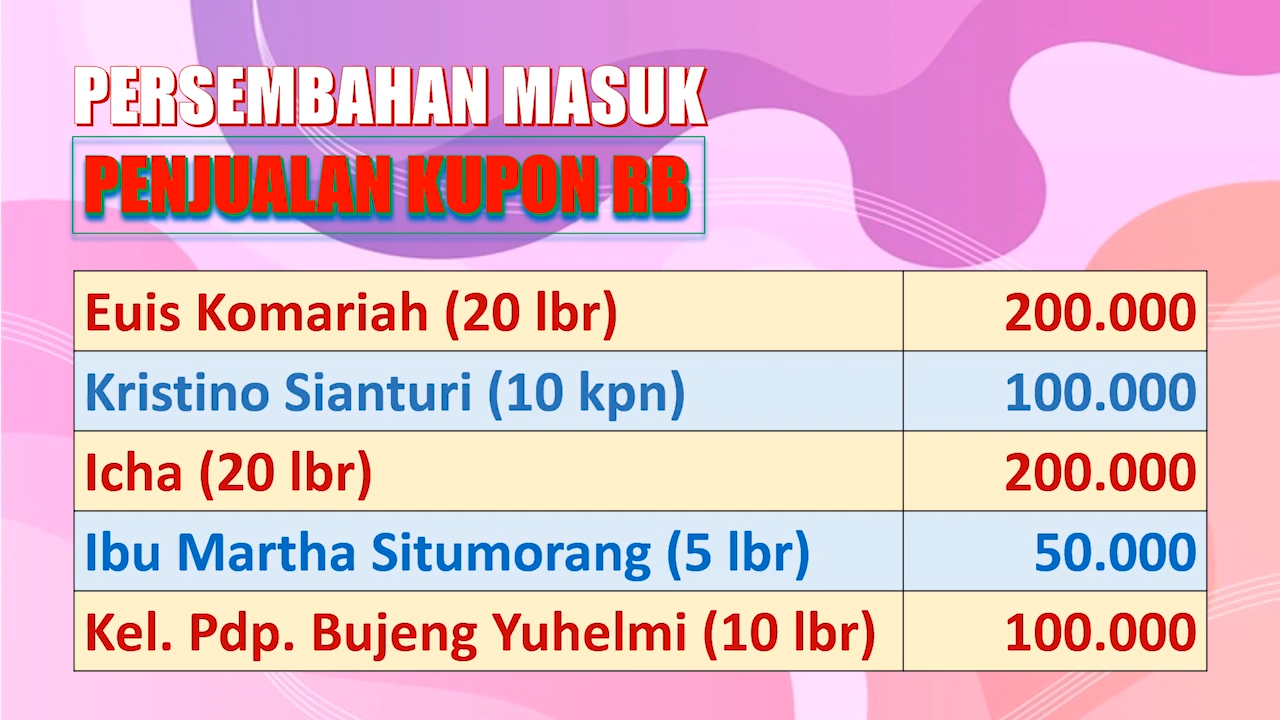 PERSEMBAHAN MASUK
PENJUALAN KUPON RB
Euis Komariah (20 lbr) 200.000
Kristino Sianturi (10 kpn) 100.000
Icha (20 lbr) 200.000
Ibu Martha Situmorang (5 lbr) 50.000
Kel. Pdp. Bujeng Yuhelmi (10 lbr) 100.000